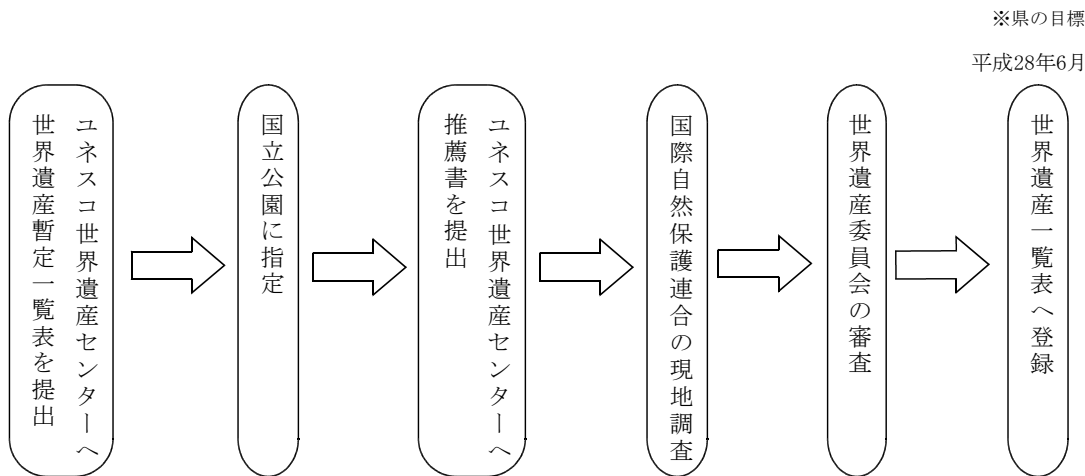 ※県の目標
平成28年6月
ユネスコ世界遺産センターへ
世界遺産暫定一覧表を提出
国立公園に指定
ユネスコ世界遺産センターへ
推薦書を提出
国際自然保護連合の現地調査
世界遺産委員会の審査
世界遺産一覧表へ登録